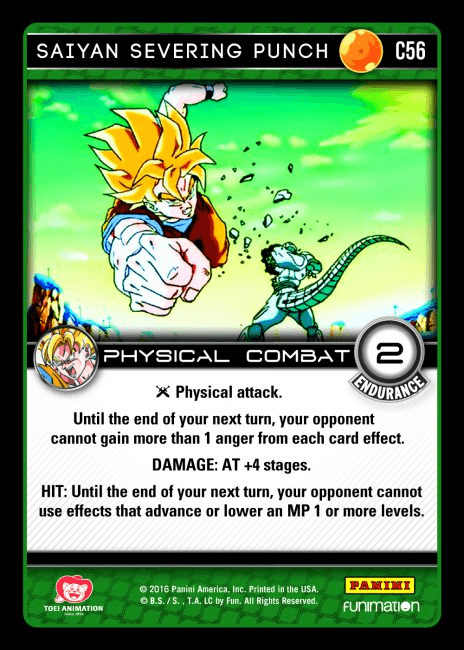 SAIYAN SEVERING PUNCH C56
PHYSICAL COMBAT 2
ENDURANCE
Physical attack.
Until the end of your next turn, your opponent
cannot gain more than 1 anger from each card effect.
DAMAGE: AT +4 stages.
HIT: Until the end of your next turn, your opponent cannot
use effects that advance or lower an MP 1 or more levels.
TOEI ANIMATION
Since 1956
© 2016 Panini America, Inc. Printed in the USA.
© B.S. / S. , T.A. LC by Fun. All Rights Reserved.
PANINI
FUNIMATION